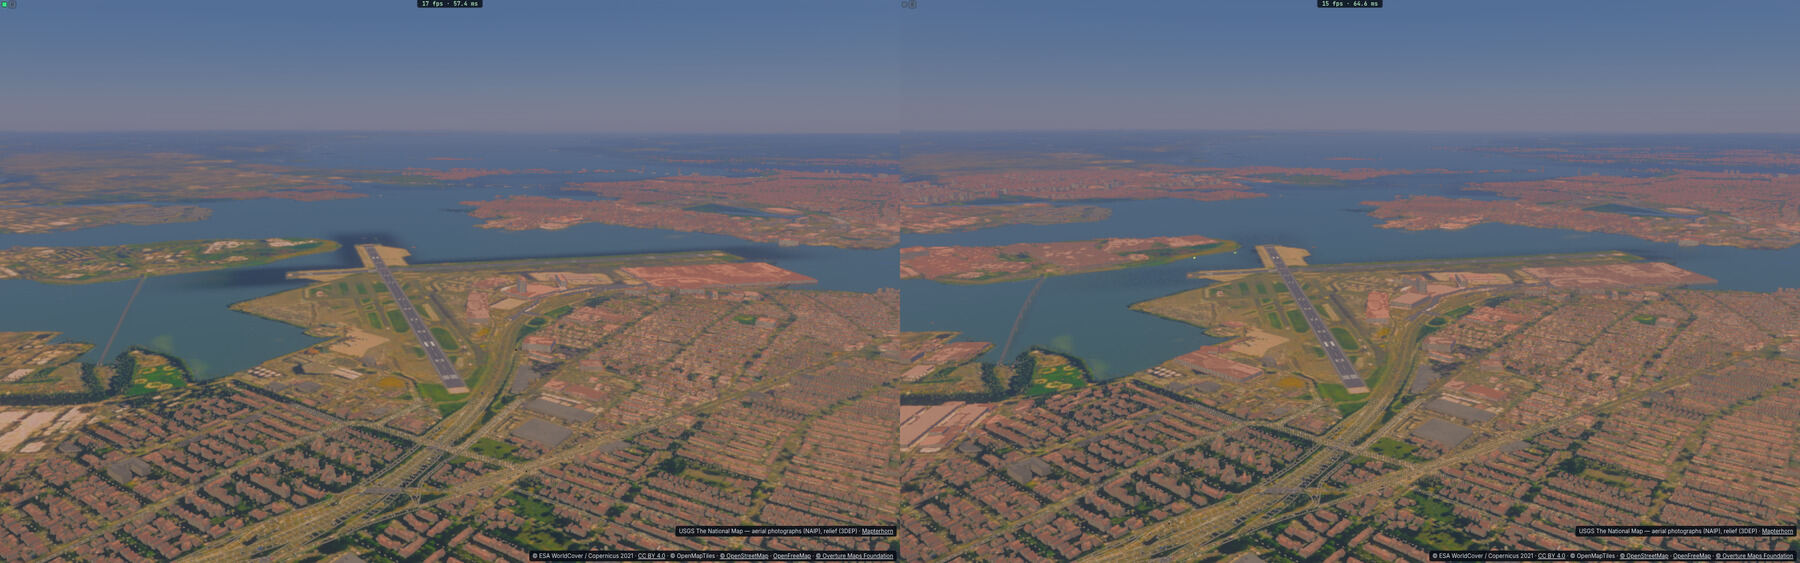 17 fps · 57.4 ms
15 fps · 64.6 ms
USGS The National Map — aerial photographs (NAIP), relief (3DEP) · Mapterhorn
© ESA WorldCover / Copernicus 2021 · CC BY 4.0 · © OpenMapTiles · © OpenStreetMap · OpenFreeMap · © Overture Maps Foundation
USGS The National Map — aerial photographs (NAIP), relief (3DEP) · Mapterhorn
© ESA WorldCover / Copernicus 2021 · CC BY 4.0 · © OpenMapTiles · © OpenStreetMap · OpenFreeMap · © Overture Maps Foundation